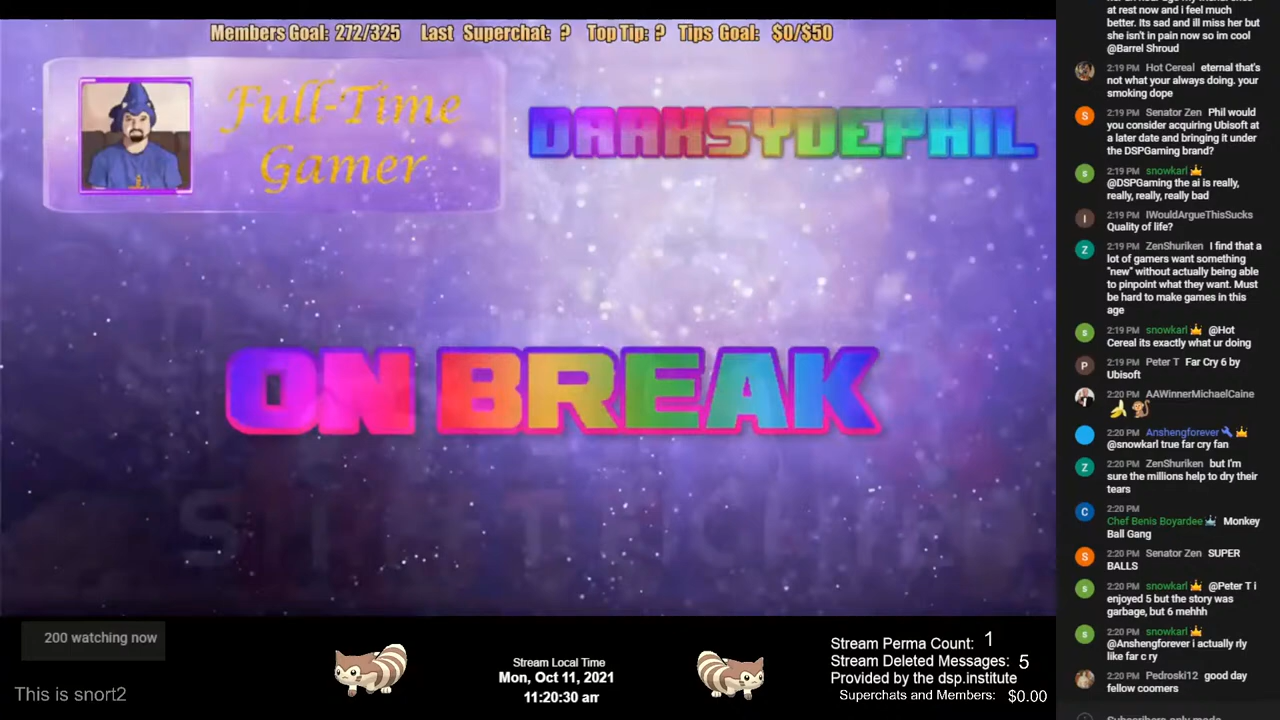 Members Goal: 272/325 Last Superchat: ? Top Tip: ? Tips Goal: $0/$50
Full-Time
Gamer
DARKSYDEPHIL
ON BREAK
200 watching now
This is snort2
Stream Local Time
Mon, Oct 11, 2021
11:20:30 am
Stream Perma Count: 1
Stream Deleted Messages: 5
Provided by the dsp.institute
Superchats and Members: $0.00
at rest now and i feel much
better. Its sad and ill miss her but
she isn't in pain now so im cool
@Barrel Shroud
2:19 PM Hot Cereal eternal that's
not what your always doing. your
smoking dope
2:19 PM Senator Zen Phil would
you consider acquiring Ubisoft at
a later date and bringing it under
the DSPGaming brand?
2:19 PM snowkarl
@DSPGaming the ai is really,
really, really, really bad
2:19 PM IWouldArgueThisSucks
Quality of life?
2:19 PM ZenShuriken I find that a
lot of gamers want something
"new" without actually being able
to pinpoint what they want. Must
be hard to make games in this
age
2:19 PM snowkarl @Hot
Cereal its exactly what ur doing
2:19 PM Peter T Far Cry 6 by
Ubisoft
2:20 PM AAWinnerMichaelCaine
🍌 🐒
2:20 PM Anshengforever
@snowkarl true far cry fan
2:20 PM ZenShuriken but I'm
sure the millions help to dry their
tears
2:20 PM
Chef Benis Boyardee Monkey
Ball Gang
2:20 PM Senator Zen SUPER
BALLS
2:20 PM snowkarl @Peter T i
enjoyed 5 but the story was
garbage, but 6 mehhh
2:20 PM snowkarl
@Anshengforever i actually rly
like far c ry
2:20 PM Pedroski12 good day
fellow coomers